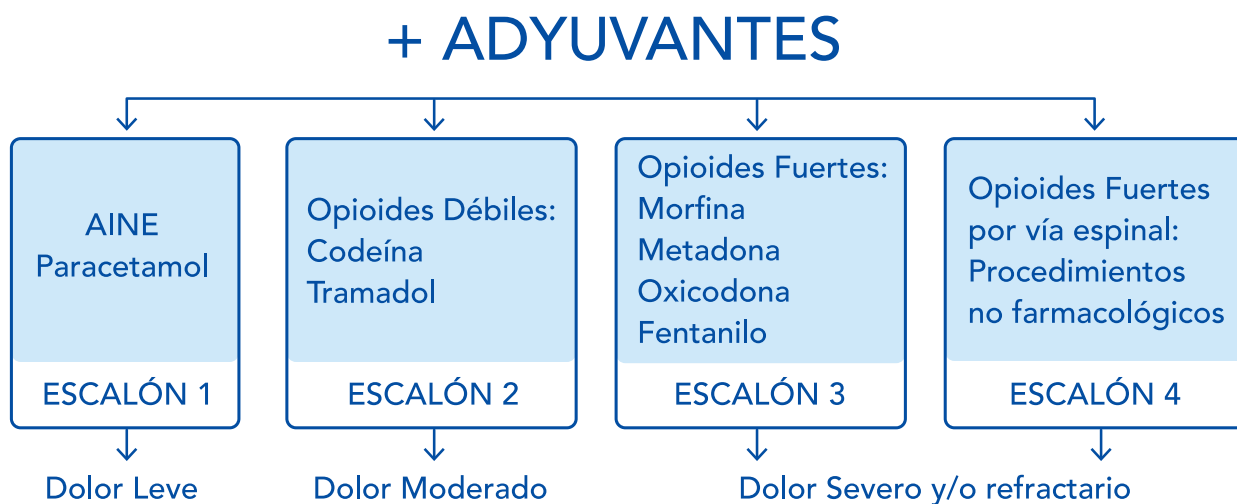 + ADYUVANTES
AINE
Paracetamol
ESCALÓN 1
Dolor Leve
Opioides Débiles:
Codeína
Tramadol
ESCALÓN 2
Dolor Moderado
Opioides Fuertes:
Morfina
Metadona
Oxicodona
Fentanilo
ESCALÓN 3
Opioides Fuertes
por vía espinal:
Procedimientos
no farmacológicos
ESCALÓN 4
Dolor Severo y/o refractario